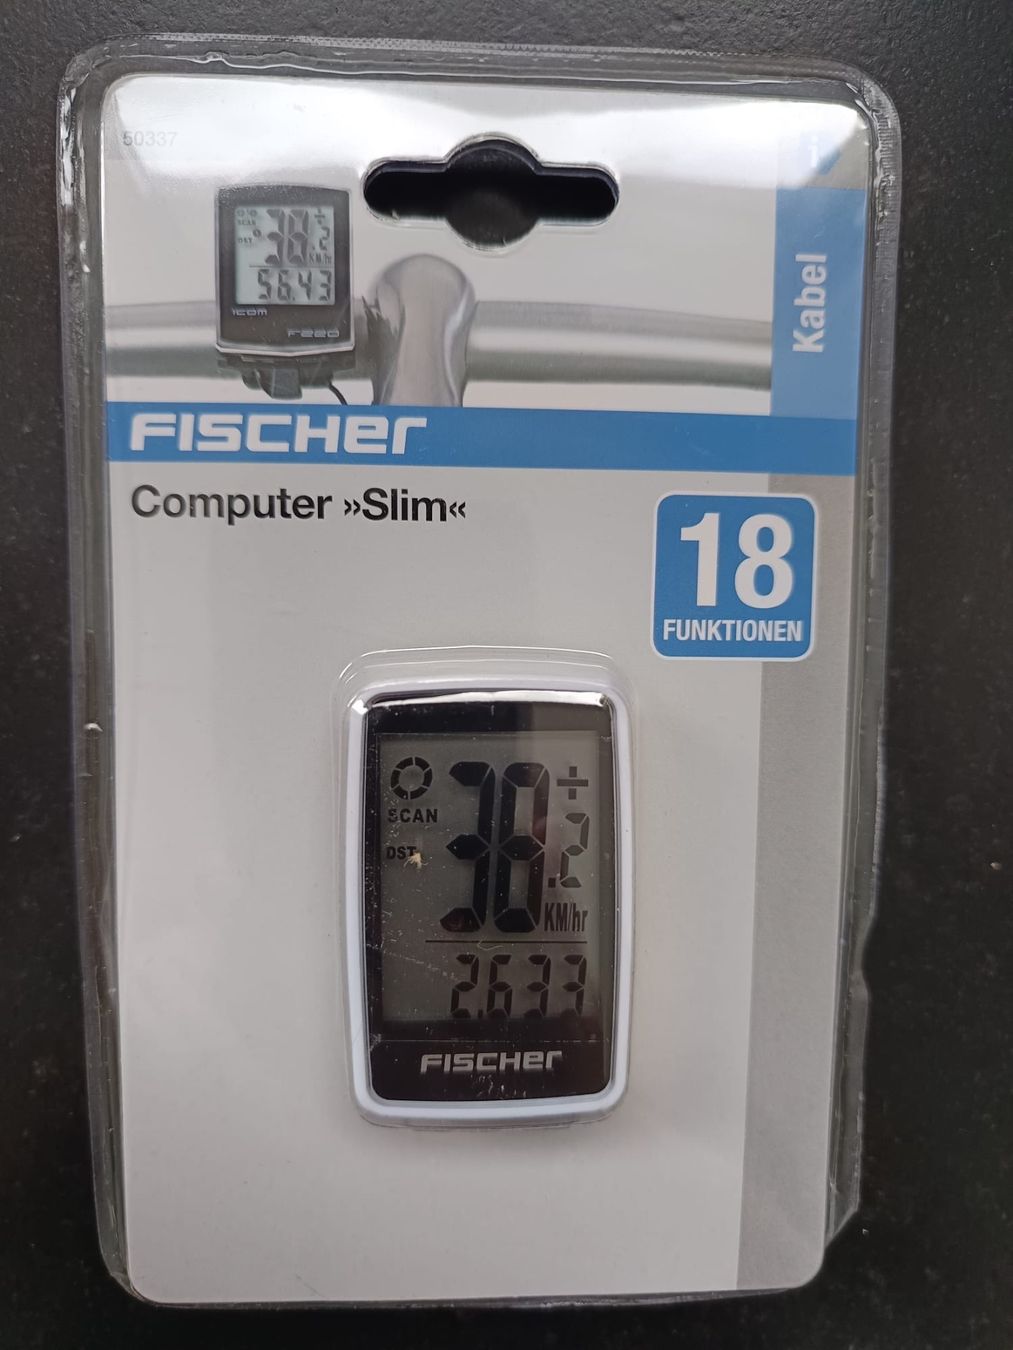 50337
SCAN
DST
38.2
KM/hr
56.43
ICOM
F220
Kabel
FISCHER
Computer »Slim«
18
FUNKTIONEN
SCAN
DST
38.2
KM/hr
2.633
FISCHER